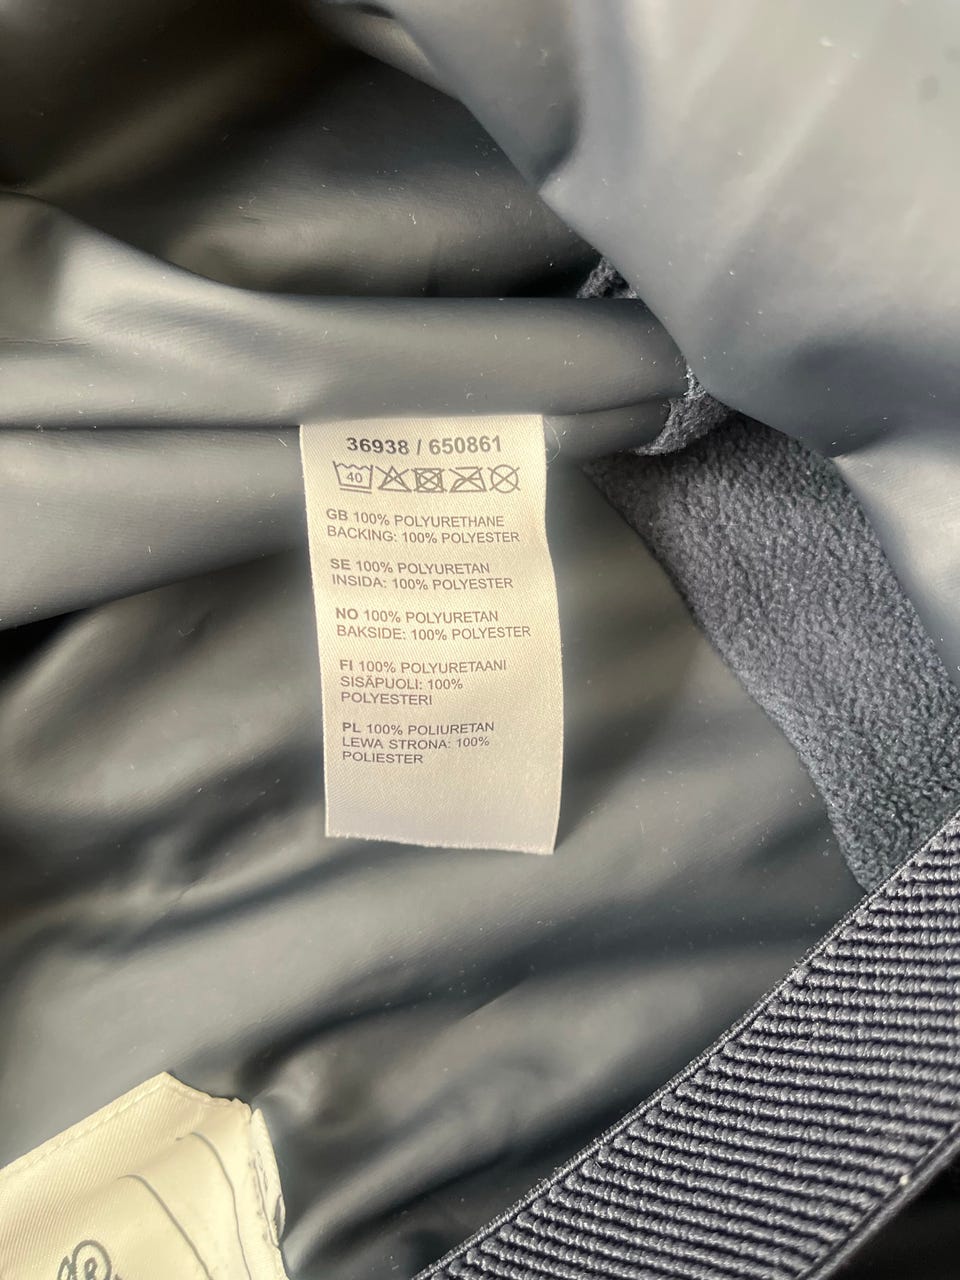 36938 / 650861
40
GB 100% POLYURETHANE
BACKING: 100% POLYESTER
SE 100% POLYURETAN
INSIDA: 100% POLYESTER
NO 100% POLYURETAN
BAKSIDE: 100% POLYESTER
FI 100% POLYURETAANI
SISÄPUOLI: 100%
POLYESTERI
PL 100% POLIURETAN
LEWA STRONA: 100%
POLIESTER
®